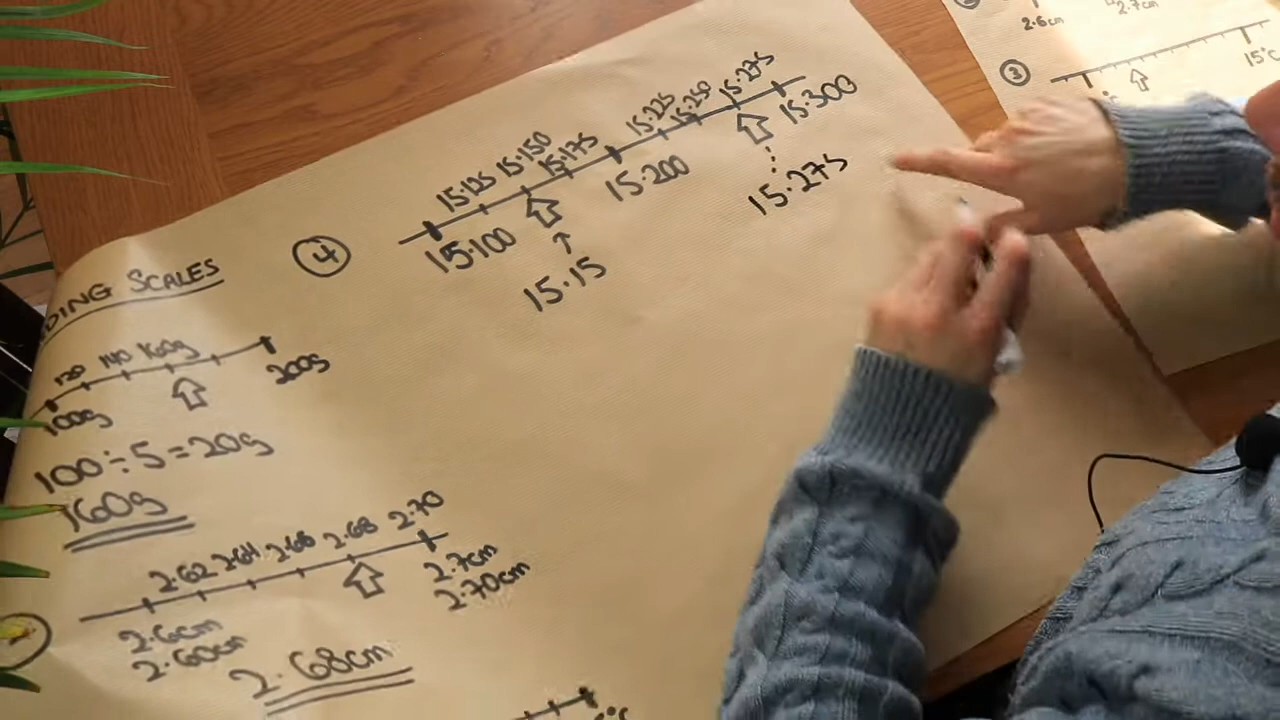 DING SCALES
120 140 160g
100g 200g
100 ÷ 5 = 20g
160g
2.62 2.64 2.66 2.68 2.70
2.6cm 2.7cm
2.60cm 2.70cm
2.68cm
4
15.125 15.150 15.175 15.225 15.250 15.275
15.100 15.200 15.300
15.15 15.275
2.6cm 2.7cm
3
15°C